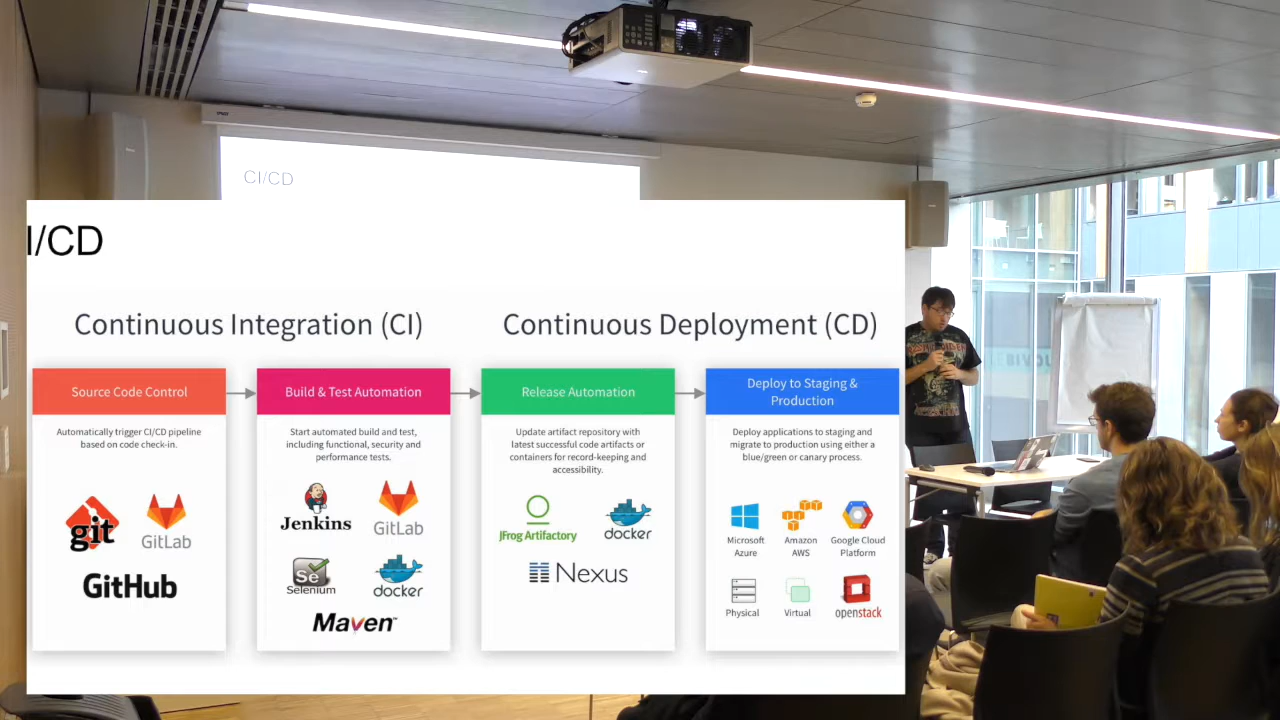 CI/CD
I/CD
Continuous Integration (CI)
Continuous Deployment (CD)
Source Code Control
Automatically trigger CI/CD pipeline
based on code check-in.
git
GitLab
GitHub
Build & Test Automation
Start automated build and test,
including functional, security and
performance tests.
Jenkins
GitLab
Se
Selenium
docker
Maven™
Release Automation
Update artifact repository with
latest successful code artifacts or
containers for record-keeping and
accessibility.
JFrog Artifactory
docker
Nexus
Deploy to Staging &
Production
Deploy applications to staging and
migrate to production using either a
blue/green or canary process.
Microsoft
Azure
Amazon
AWS
Google Cloud
Platform
Physical
Virtual
openstack